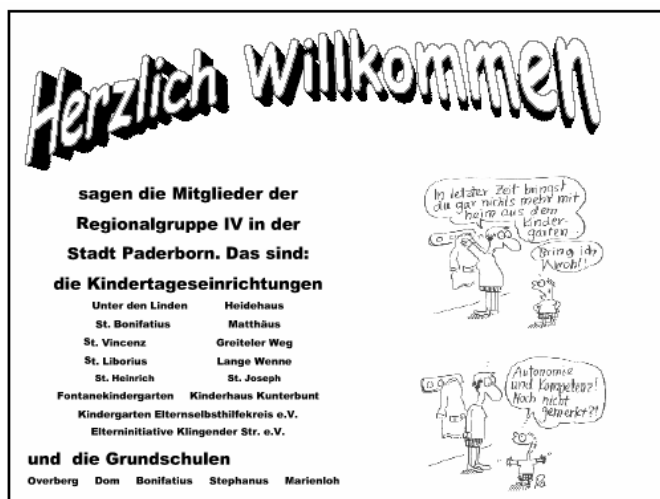 Herzlich Willkommen
sagen die Mitglieder der
Regionalgruppe IV in der
Stadt Paderborn. Das sind:
die Kindertageseinrichtungen
Unter den Linden Heidehaus
St. Bonifatius Matthäus
St. Vincenz Greiteler Weg
St. Liborius Lange Wenne
St. Heinrich St. Joseph
Fontanekindergarten Kinderhaus Kunterbunt
Kindergarten Elternselbsthilfekreis e.V.
Elterninitiative Klingender Str. e.V.
und die Grundschulen
Overberg Dom Bonifatius Stephanus Marienloh
In letzter Zeit bringst
du gar nichts mehr mit
heim aus dem
Kinder-
garten.
Bring ich
wohl!
Autonomie
und Kompetenz!
Noch nicht
gemerkt?!